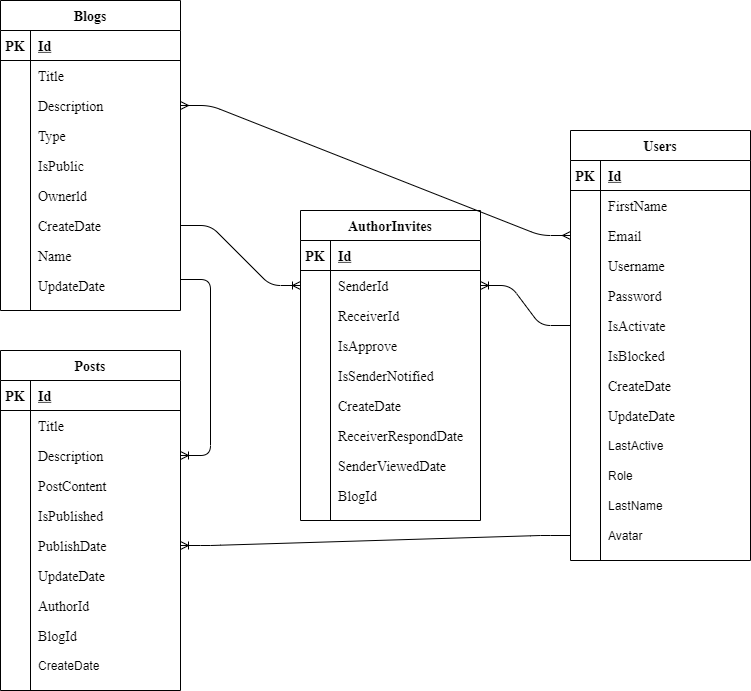 Blogs
PK Id
Title
Description
Type
IsPublic
OwnerId
CreateDate
Name
UpdateDate
Posts
PK Id
Title
Description
PostContent
IsPublished
PublishDate
UpdateDate
AuthorId
BlogId
CreateDate
AuthorInvites
PK Id
SenderId
ReceiverId
IsApprove
IsSenderNotified
CreateDate
ReceiverRespondDate
SenderViewedDate
BlogId
Users
PK Id
FirstName
Email
Username
Password
IsActivate
IsBlocked
CreateDate
UpdateDate
LastActive
Role
LastName
Avatar